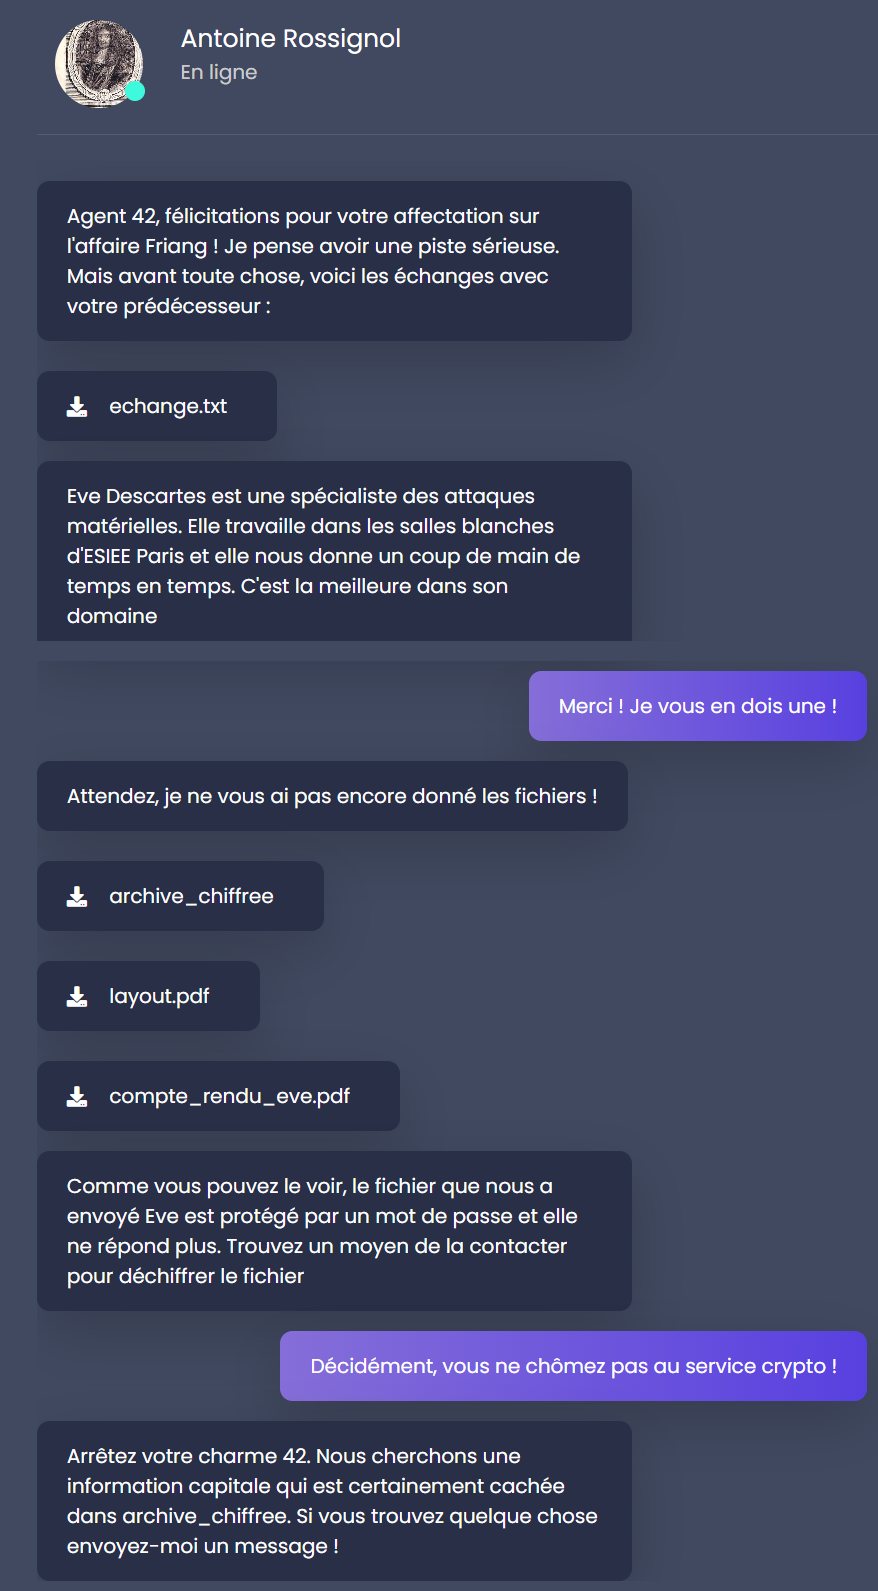 Antoine Rossignol
En ligne
Agent 42, félicitations pour votre affectation sur
l'affaire Friang ! Je pense avoir une piste sérieuse.
Mais avant toute chose, voici les échanges avec
votre prédécesseur :
echange.txt
Eve Descartes est une spécialiste des attaques
matérielles. Elle travaille dans les salles blanches
d'ESIEE Paris et elle nous donne un coup de main de
temps en temps. C'est la meilleure dans son
domaine
Merci ! Je vous en dois une !
Attendez, je ne vous ai pas encore donné les fichiers !
archive_chiffree
layout.pdf
compte_rendu_eve.pdf
Comme vous pouvez le voir, le fichier que nous a
envoyé Eve est protégé par un mot de passe et elle
ne répond plus. Trouvez un moyen de la contacter
pour déchiffrer le fichier
Décidément, vous ne chômez pas au service crypto !
Arrêtez votre charme 42. Nous cherchons une
information capitale qui est certainement cachée
dans archive_chiffree. Si vous trouvez quelque chose
envoyez-moi un message !